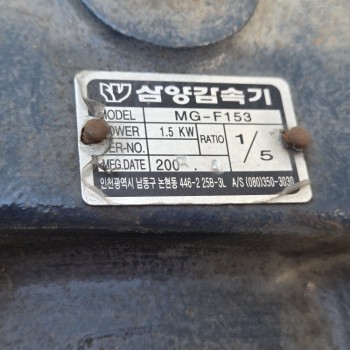 삼양감속기
MODEL MG-F153
POWER 1.5 KW RATIO 1/5
SER-NO.
MFG.DATE 200
인천광역시 남동구 논현동 446-2 25B-3L A/S (080)350-3030